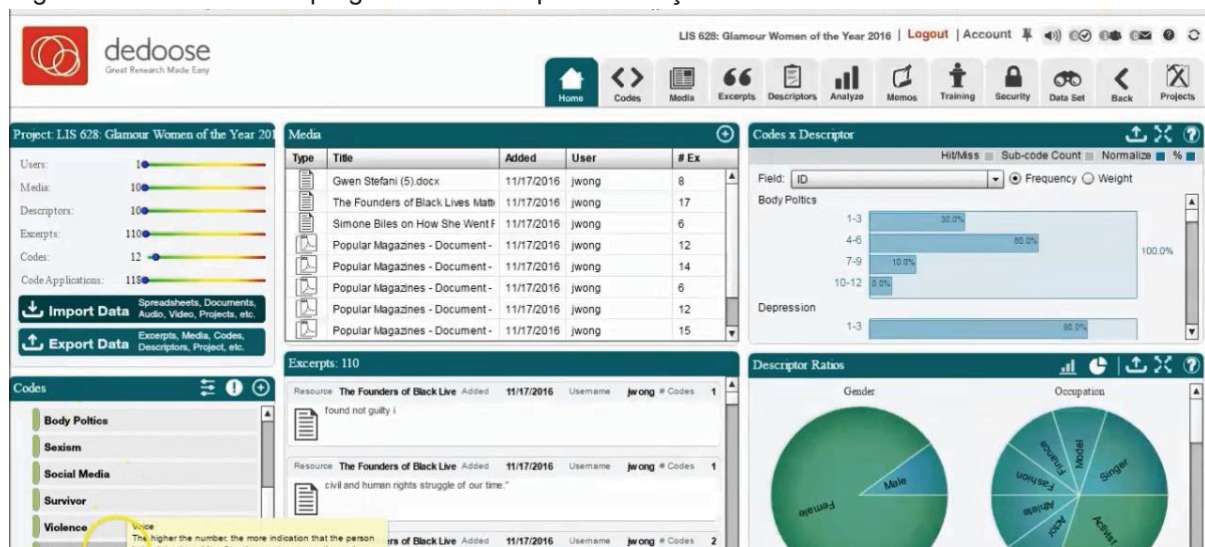 dedoose
Great Research Made Easy
LIS 628: Glamour Women of the Year 2016 | Logout | Account
Home
Codes
Media
Excerpts
Descriptors
Analyze
Memos
Training
Security
Data Set
Back
Projects
Project: LIS 628: Glamour Women of the Year 201
Users: 1
Media: 10
Descriptors: 10
Excerpts: 110
Codes: 12
Code Applications: 118
Import Data Spreadsheets, Documents, Audio, Video, Projects, etc.
Export Data Excerpts, Media, Codes, Descriptors, Project, etc.
Codes
Body Poltics
Sexism
Social Media
Survivor
Violence
Voice
The higher the number, the more indication that the person
Media
Type Title Added User # Ex
Gwen Stefani (5).docx 11/17/2016 jwong 8
The Founders of Black Lives Matt 11/17/2016 jwong 17
Simone Biles on How She Went F 11/17/2016 jwong 6
Popular Magazines - Document - 11/17/2016 jwong 12
Popular Magazines - Document - 11/17/2016 jwong 14
Popular Magazines - Document - 11/17/2016 jwong 6
Popular Magazines - Document - 11/17/2016 jwong 12
Popular Magazines - Document - 11/17/2016 jwong 15
Excerpts: 110
Resource The Founders of Black Live Added 11/17/2016 Username jwong # Codes 1
found not guilty i
Resource The Founders of Black Live Added 11/17/2016 Username jwong # Codes 1
civil and human rights struggle of our time."
ers of Black Live Added 11/17/2016 Username jwong # Codes 2
Codes x Descriptor
Hit/Miss Sub-code Count Normalize %
Field: ID Frequency Weight
Body Poltics
1-3 30.0%
4-6 60.0%
7-9 10.0%
10-12 0.0%
100.0%
Depression
1-3 80.0%
Descriptor Ratios
Gender
Female
Male
Occupation
Finance
Model
Singer
Fashion
Athlete
Actor
Activist